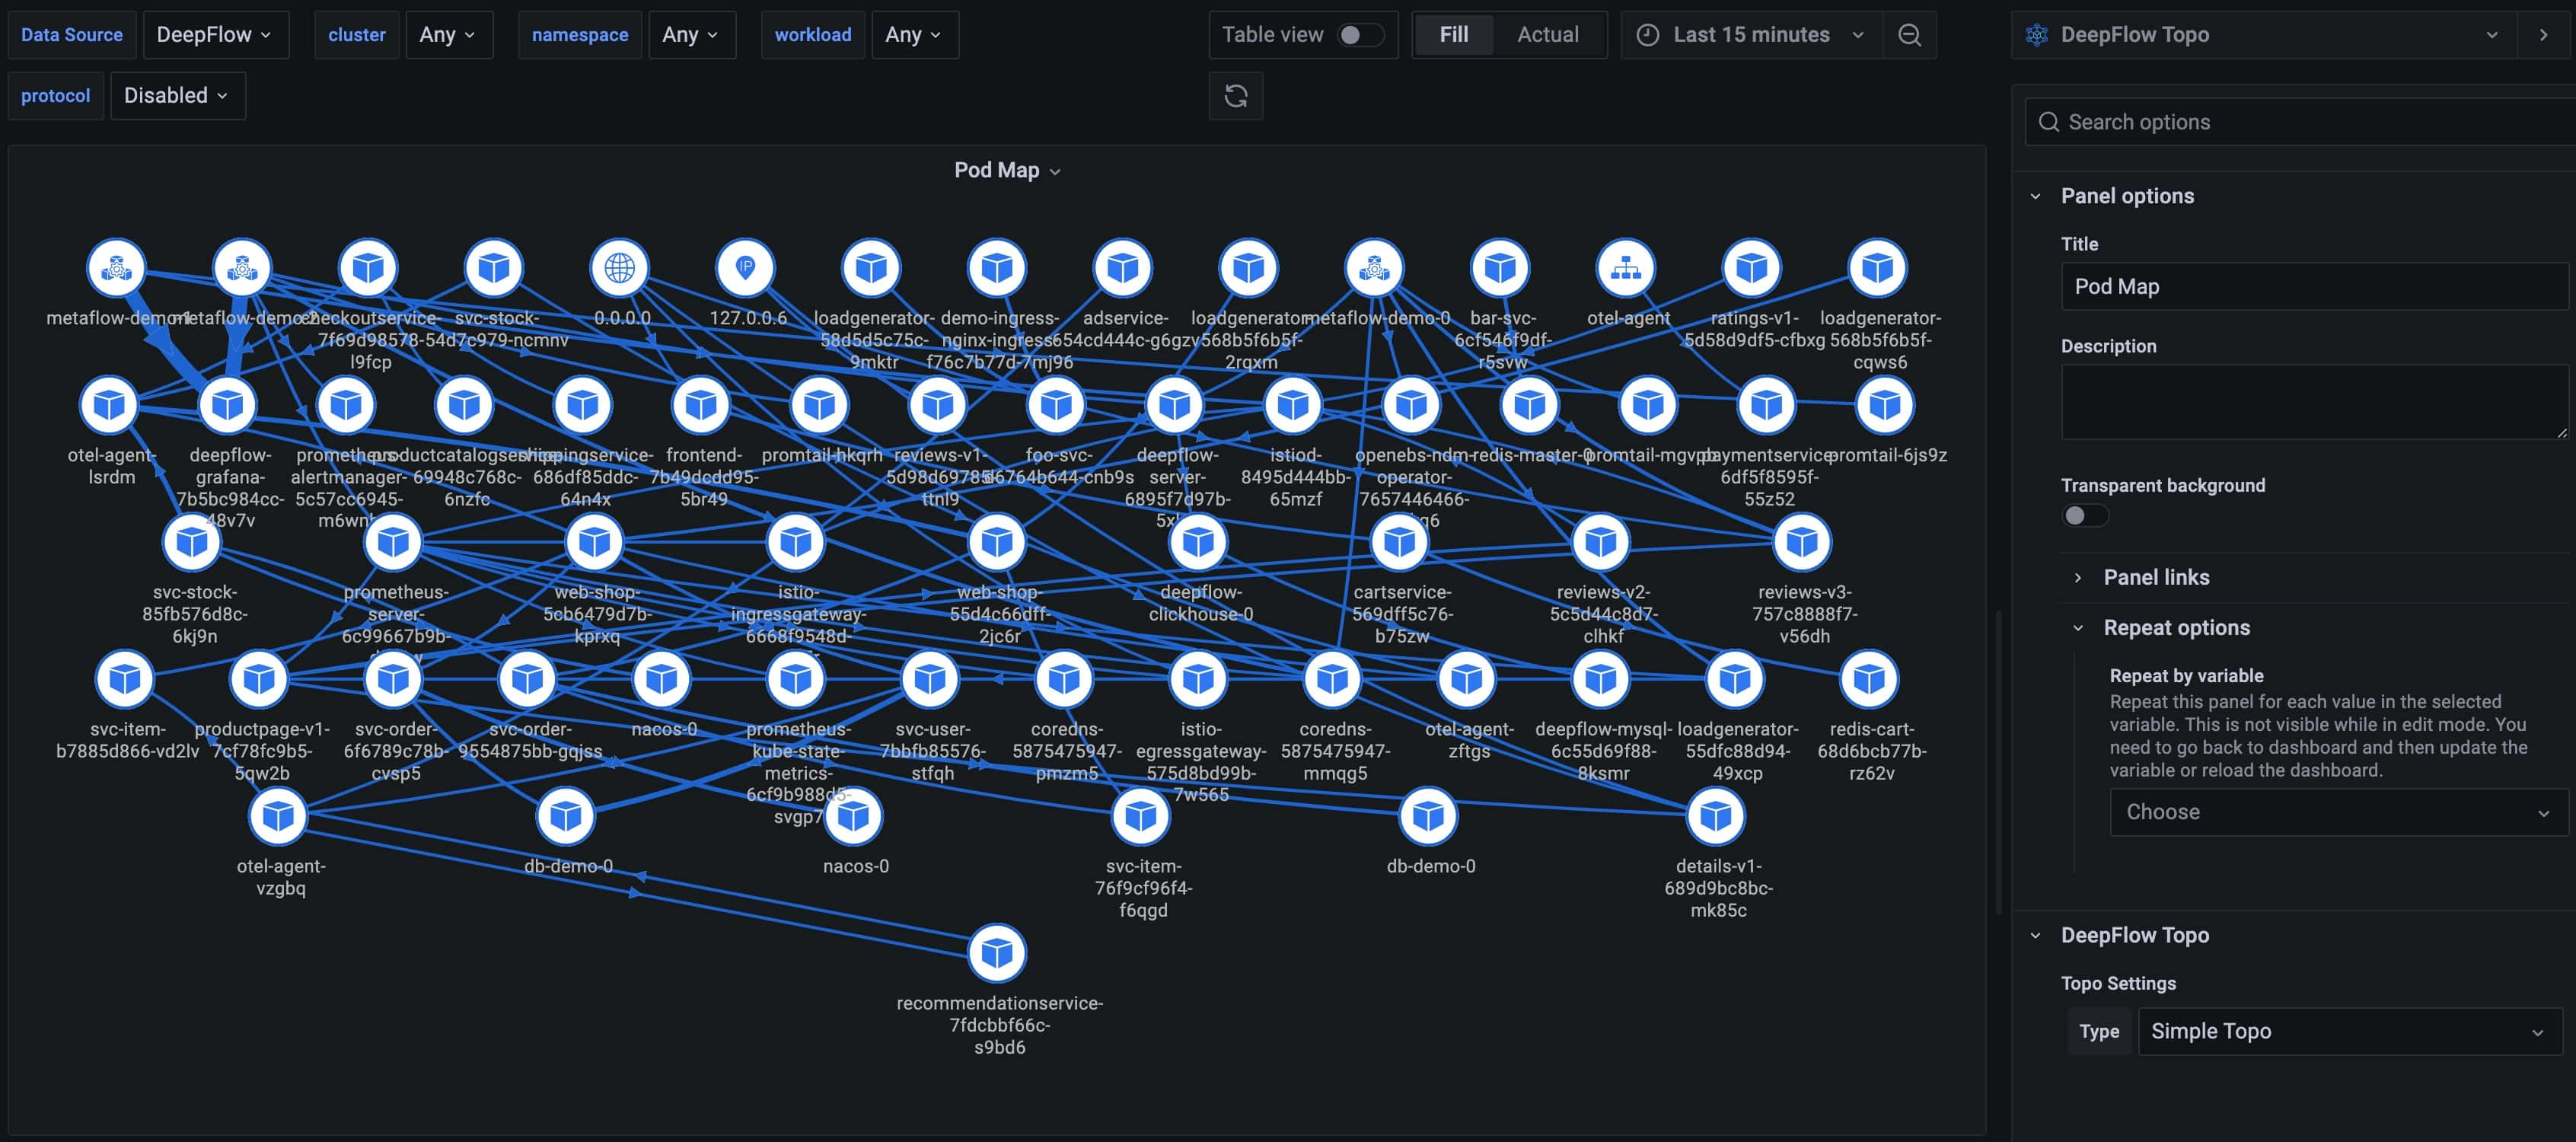 Data Source
DeepFlow
cluster
Any
namespace
Any
workload
Any
Table view
Fill
Actual
Last 15 minutes
DeepFlow Topo
protocol
Disabled
Search options
Pod Map
Panel options
Title
Pod Map
Description
Transparent background
Panel links
Repeat options
Repeat by variable
Repeat this panel for each value in the selected
variable. This is not visible while in edit mode. You
need to go back to dashboard and then update the
variable or reload the dashboard.
Choose
DeepFlow Topo
Topo Settings
Type
Simple Topo
IP
metaflow-demo-1
metaflow-demo-2
checkoutservice-
7f69d98578-
l9fcp
svc-stock-
54d7c979-ncmnv
0.0.0.0
127.0.0.6
loadgenerator-
58d5d5c75c-
9mktr
demo-ingress-
nginx-ingress-
f76c7b77d-7mj96
adservice-
654cd444c-g6gzv
loadgenerator-
568b5f6b5f-
2rqxm
metaflow-demo-0
bar-svc-
6cf546f9df-
r5svw
otel-agent
ratings-v1-
5d58d9df5-cfbxg
loadgenerator-
568b5f6b5f-
cqws6
otel-agent-
lsrdm
deepflow-
grafana-
7b5bc984cc-
48v7v
prometheus-
alertmanager-
5c57cc6945-
productcatalogservice-
69948c768c-
6nzfc
shippingservice-
686df85ddc-
64n4x
frontend-
7b49dcdd95-
5br49
promtail-hkqrh
reviews-v1-
ttnl9
foo-svc-
deepflow-
server-
6895f7d97b-
istiod-
8495d444bb-
65mzf
openebs-ndm-
operator-
7657446466-
redis-master-0
promtail-mgvpb
paymentservice-
6df5f8595f-
55z52
promtail-6js9z
svc-stock-
85fb576d8c-
6kj9n
prometheus-
server-
6c99667b9b-
web-shop-
5cb6479d7b-
kprxq
istio-
ingressgateway-
6668f9548d-
web-shop-
55d4c66dff-
2jc6r
deepflow-
clickhouse-0
cartservice-
569dff5c76-
b75zw
reviews-v2-
5c5d44c8d7-
clhkf
reviews-v3-
757c8888f7-
v56dh
svc-item-
b7885d866-vd2lv
productpage-v1-
7cf78fc9b5-
5qw2b
svc-order-
6f6789c78b-
cvsp5
svc-order-
9554875bb-gqjss
nacos-0
prometheus-
kube-state-
metrics-
6cf9b988d5-
svgp7
svc-user-
7bbfb85576-
stfqh
coredns-
5875475947-
pmzm5
istio-
egressgateway-
575d8bd99b-
7w565
coredns-
5875475947-
mmqg5
otel-agent-
zftgs
deepflow-mysql-
6c55d69f88-
8ksmr
loadgenerator-
55dfc88d94-
49xcp
redis-cart-
68d6bcb77b-
rz62v
otel-agent-
vzgbq
db-demo-0
nacos-0
svc-item-
76f9cf96f4-
f6qgd
db-demo-0
details-v1-
689d9bc8bc-
mk85c
recommendationservice-
7fdcbbf66c-
s9bd6